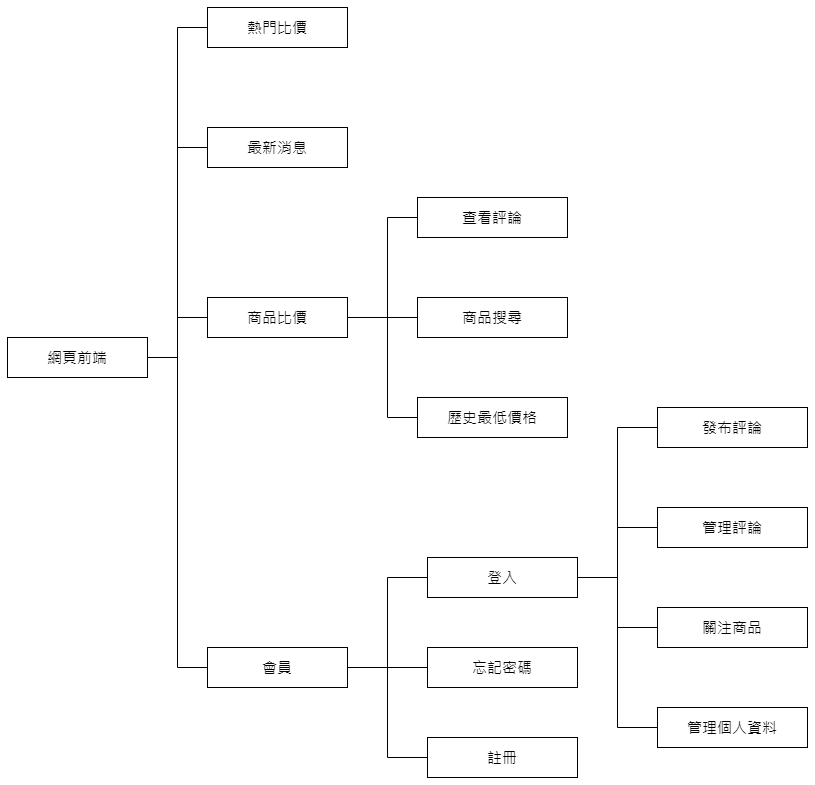 熱門比價
最新消息
查看評論
商品比價
商品搜尋
網頁前端
歷史最低價格
發布評論
管理評論
登入
關注商品
會員
忘記密碼
管理個人資料
註冊